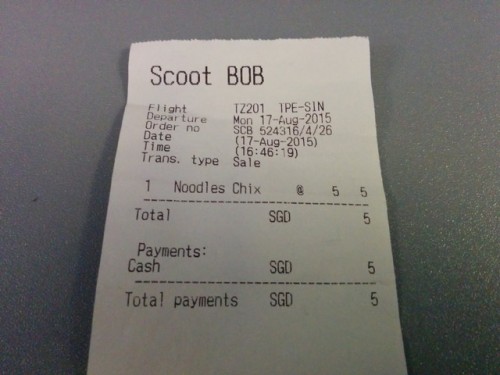 Scoot BOB
Flight TZ201 TPE-SIN
Departure Mon 17-Aug-2015
Order no SCB 524316/4/26
Date (17-Aug-2015)
Time (16:46:19)
Trans. type Sale
1 Noodles Chix @ 5 5
Total SGD 5
Payments:
Cash SGD 5
Total payments SGD 5